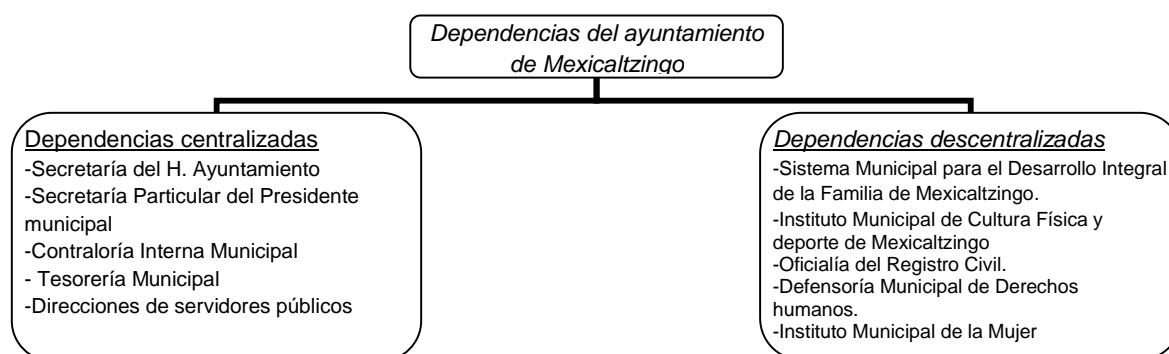 Dependencias del ayuntamiento
de Mexicaltzingo
Dependencias centralizadas
-Secretaría del H. Ayuntamiento
-Secretaría Particular del Presidente
municipal
-Contraloría Interna Municipal
- Tesorería Municipal
-Direcciones de servidores públicos
Dependencias descentralizadas
-Sistema Municipal para el Desarrollo Integral
de la Familia de Mexicaltzingo.
-Instituto Municipal de Cultura Física y
deporte de Mexicaltzingo
-Oficialía del Registro Civil.
-Defensoría Municipal de Derechos
humanos.
-Instituto Municipal de la Mujer